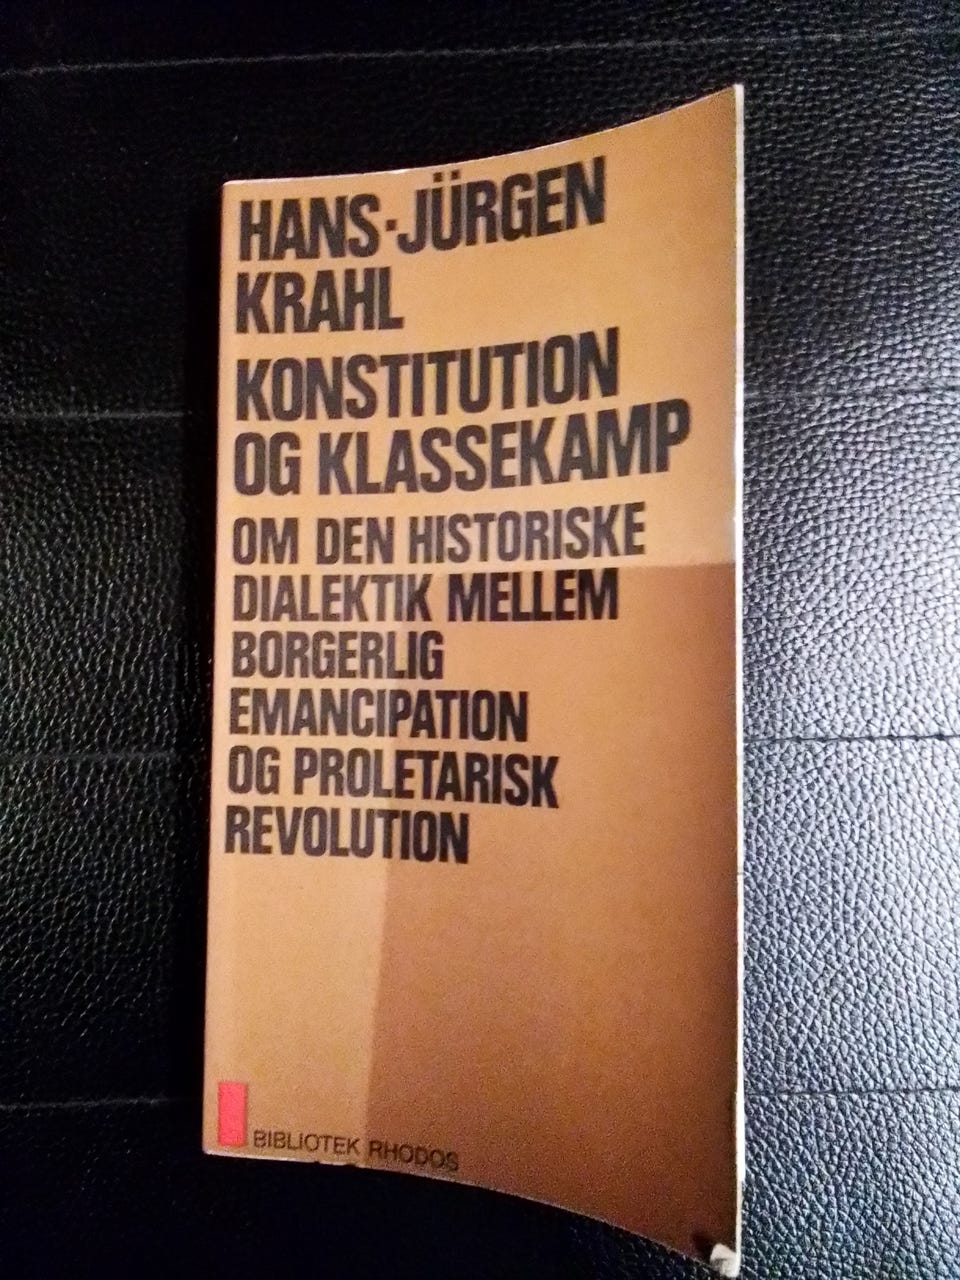 HANS-JÜRGEN
KRAHL
KONSTITUTION
OG KLASSEKAMP
OM DEN HISTORISKE
DIALEKTIK MELLEM
BORGERLIG
EMANCIPATION
OG PROLETARISK
REVOLUTION
BIBLIOTEK RHODOS